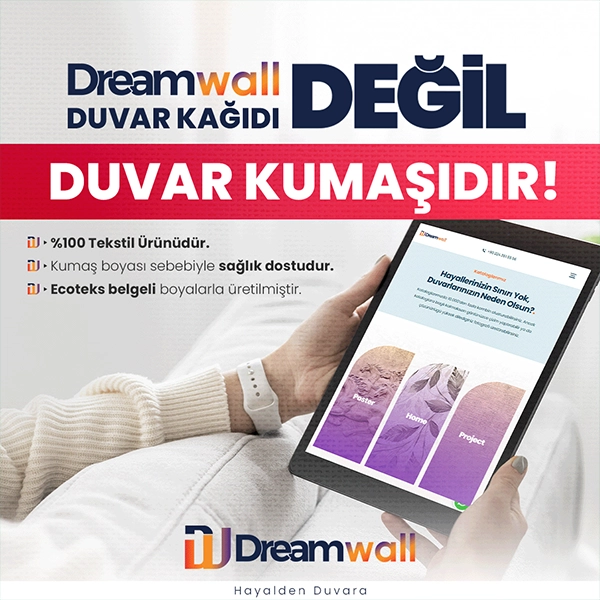 Dreamwall
DUVAR KAĞIDI DEĞİL
DUVAR KUMAŞIDIR!
%100 Tekstil Ürünüdür.
Kumaş boyası sebebiyle sağlık dostudur.
Ecoteks belgeli boyalarla üretilmiştir.
Dreamwall
Hayallerinizin Sınırı Yok,
Duvarlarınızın Neden Olsun?
Poster
Home
Project
Dreamwall
Hayalden Duvara